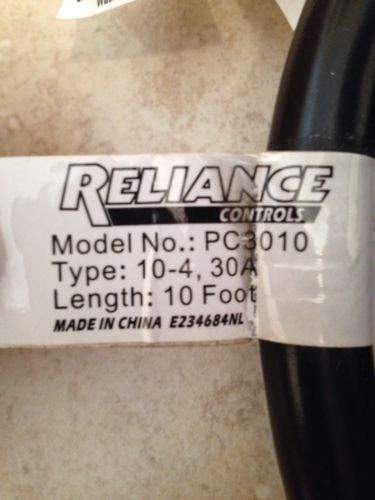 RELIANCE
CONTROLS
Model No.: PC3010
Type: 10-4, 30A
Length: 10 Foot
MADE IN CHINA E234684NL